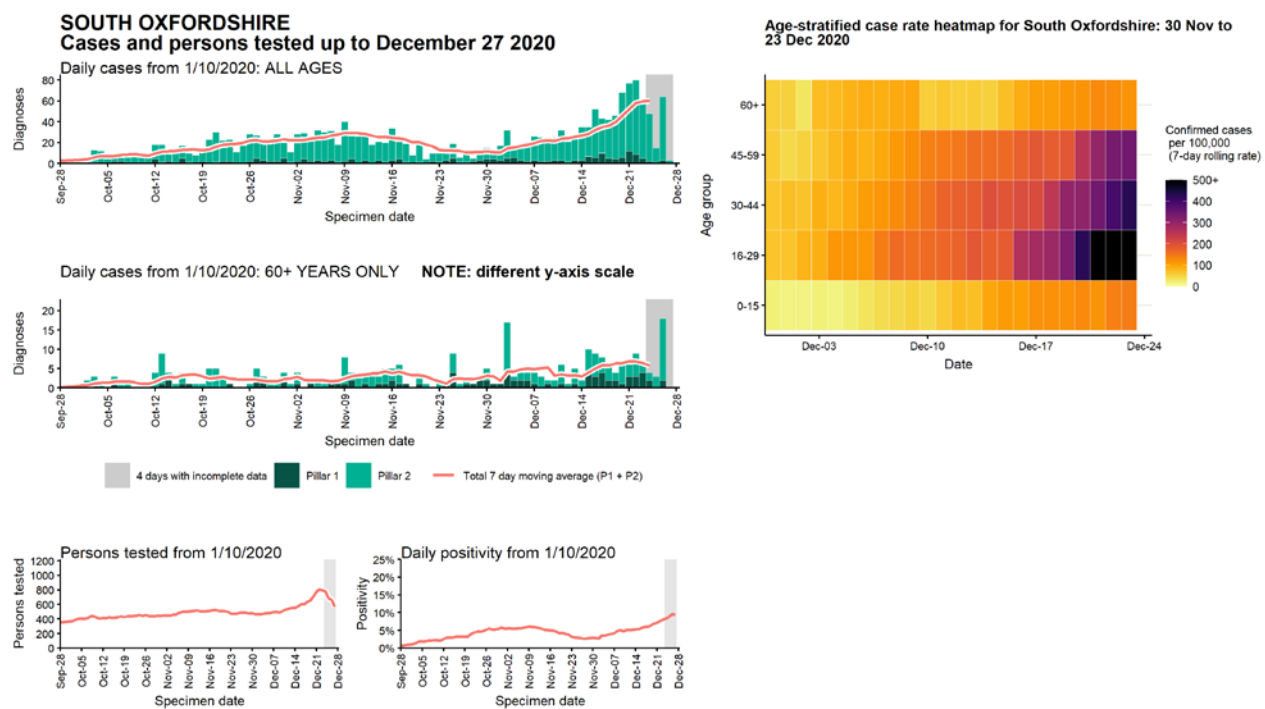 SOUTH OXFORDSHIRE
Cases and persons tested up to December 27 2020
Daily cases from 1/10/2020: ALL AGES
Diagnoses
80
60
40
20
0
Sep-28
Oct-05
Oct-12
Oct-19
Oct-26
Nov-02
Nov-09
Nov-16
Nov-23
Nov-30
Dec-07
Dec-14
Dec-21
Dec-28
Specimen date
Daily cases from 1/10/2020: 60+ YEARS ONLY NOTE: different y-axis scale
Diagnoses
20
15
10
5
0
Sep-28
Oct-05
Oct-12
Oct-19
Oct-26
Nov-02
Nov-09
Nov-16
Nov-23
Nov-30
Dec-07
Dec-14
Dec-21
Dec-28
Specimen date
4 days with incomplete data Pillar 1 Pillar 2 Total 7 day moving average (P1 + P2)
Persons tested from 1/10/2020
Persons tested
1200
1000
800
600
400
200
0
Sep-28
Oct-05
Oct-12
Oct-19
Oct-26
Nov-02
Nov-09
Nov-16
Nov-23
Nov-30
Dec-07
Dec-14
Dec-21
Dec-28
Specimen date
Daily positivity from 1/10/2020
Positivity
25%
20%
15%
10%
5%
0%
Sep-28
Oct-05
Oct-12
Oct-19
Oct-26
Nov-02
Nov-09
Nov-16
Nov-23
Nov-30
Dec-07
Dec-14
Dec-21
Dec-28
Specimen date
Age-stratified case rate heatmap for South Oxfordshire: 30 Nov to
23 Dec 2020
Age group
60+
45-59
30-44
16-29
0-15
Dec-03 Dec-10 Dec-17 Dec-24
Date
Confirmed cases
per 100,000
(7-day rolling rate)
500+
400
300
200
100
0